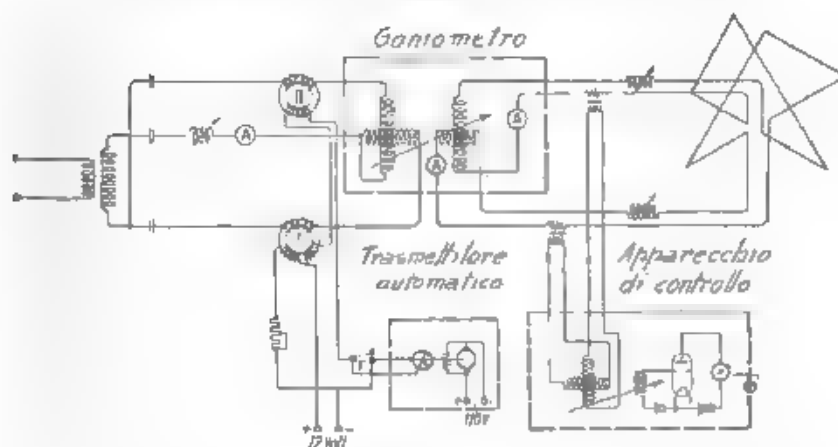 Goniometro
A
A
A
Trasmettitore
automatico
Apparecchio
di controllo
12 Volt
110V